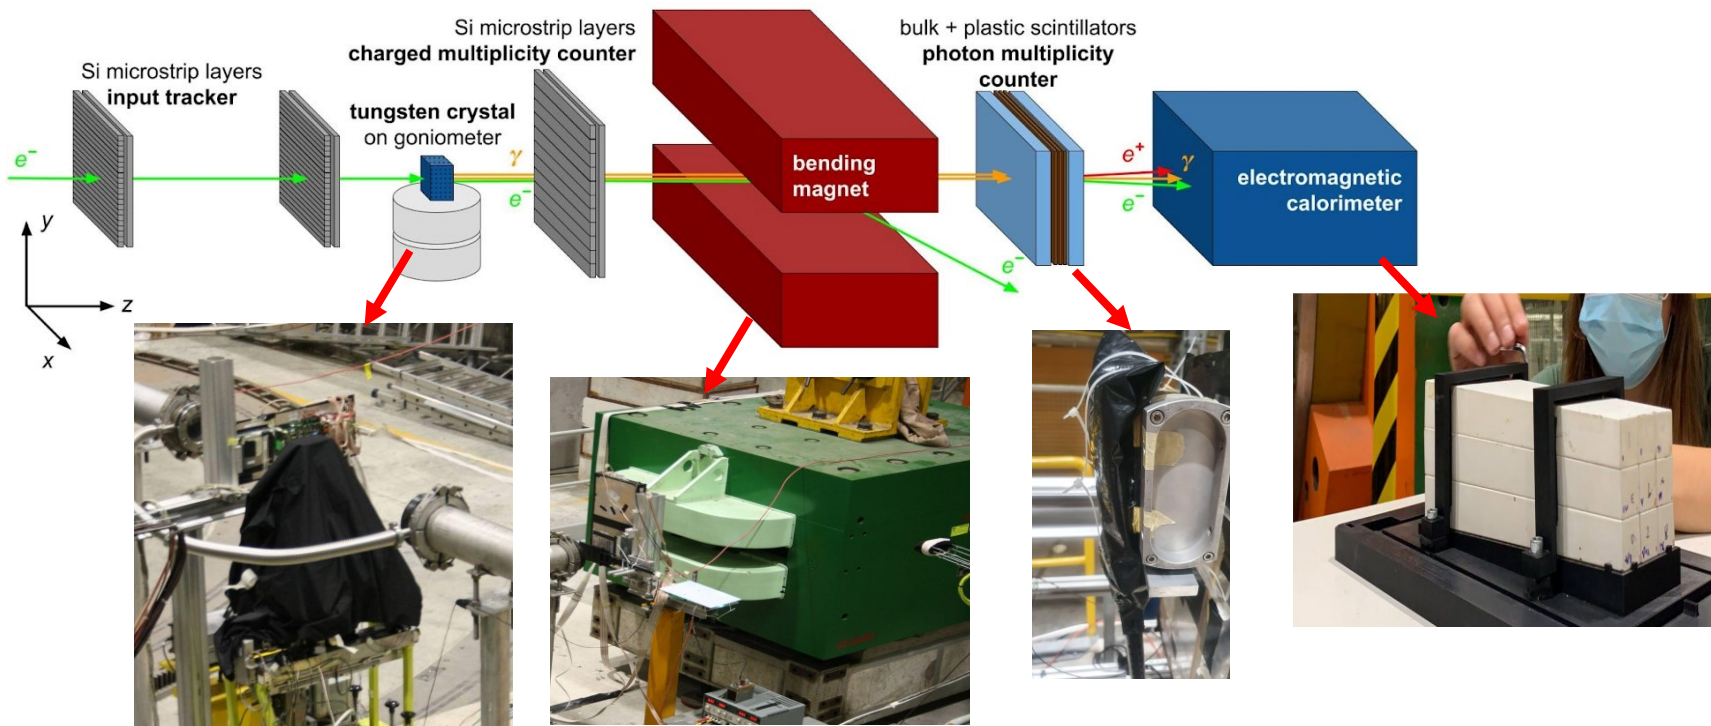 Si microstrip layers
input tracker
Si microstrip layers
charged multiplicity counter
bulk + plastic scintillators
photon multiplicity
counter
tungsten crystal
on goniometer
e⁻
γ
e⁻
bending
magnet
e⁻
e⁺
γ
e⁻
electromagnetic
calorimeter
y
z
x